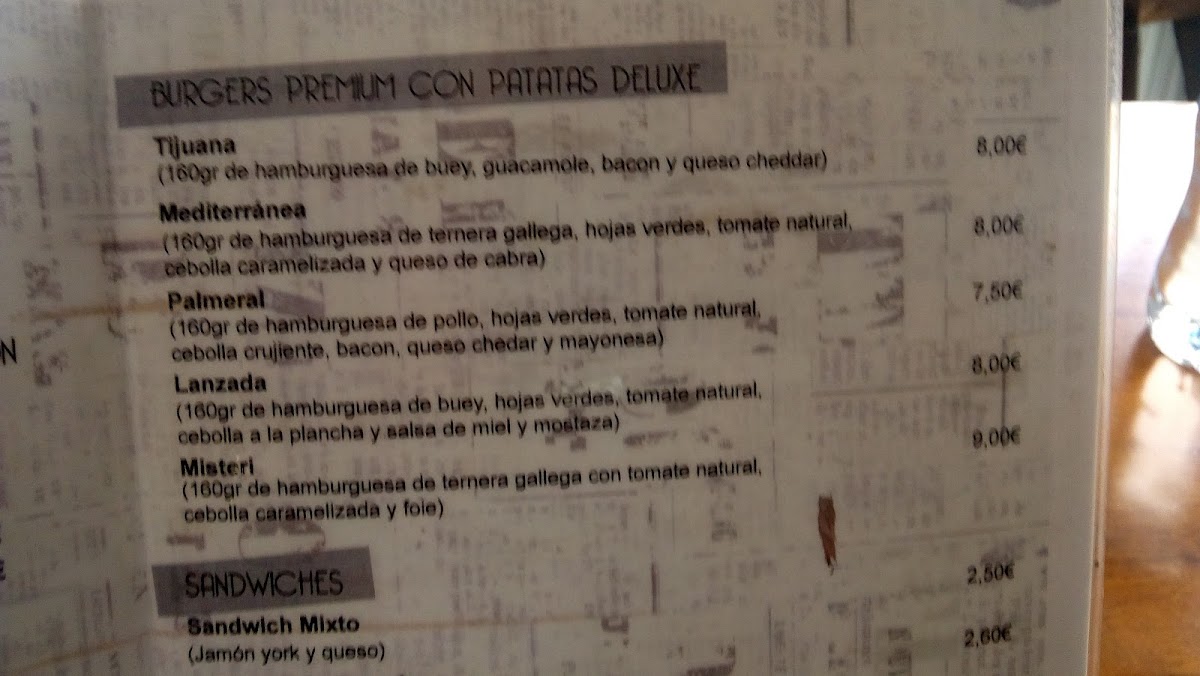 BURGERS PREMIUM CON PATATAS DELUXE
Tijuana 8,00€
(160gr de hamburguesa de buey, guacamole, bacon y queso cheddar)
Mediterránea 8,00€
(160gr de hamburguesa de ternera gallega, hojas verdes, tomate natural,
cebolla caramelizada y queso de cabra)
Palmeral 7,50€
(160gr de hamburguesa de pollo, hojas verdes, tomate natural,
cebolla crujiente, bacon, queso chedar y mayonesa)
Lanzada 8,00€
(160gr de hamburguesa de buey, hojas verdes, tomate natural,
cebolla a la plancha y salsa de miel y mostaza)
Misteri 9,00€
(160gr de hamburguesa de ternera gallega con tomate natural,
cebolla caramelizada y foie)
SANDWICHES
2,50€
Sandwich Mixto 2,60€
(Jamón york y queso)